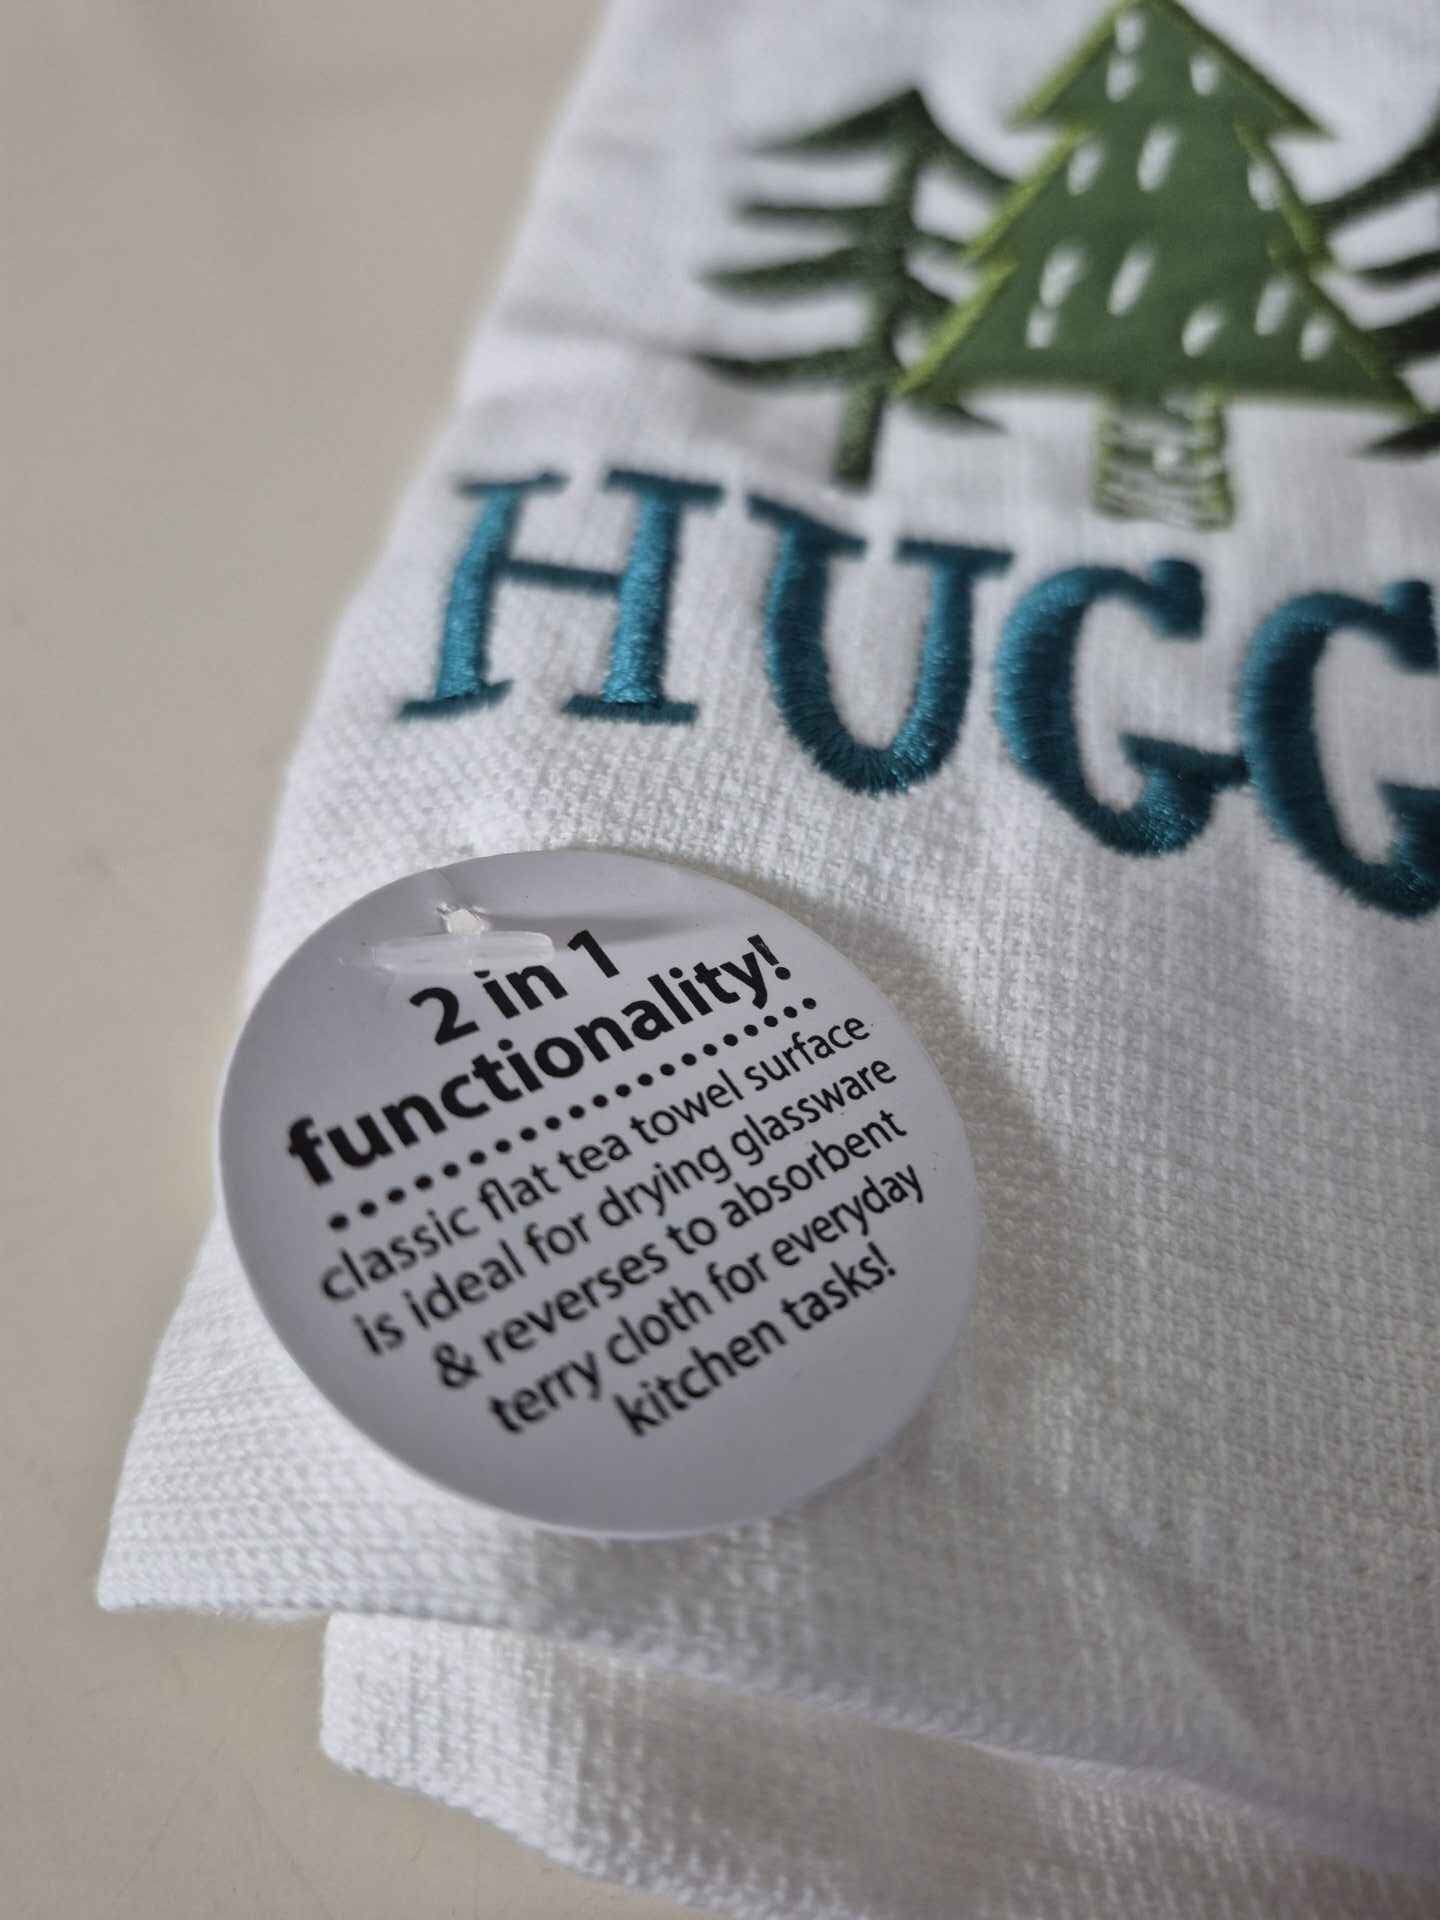 HUGG
2 in 1
functionality!
classic flat tea towel surface
is ideal for drying glassware
& reverses to absorbent
terry cloth for everyday
kitchen tasks!